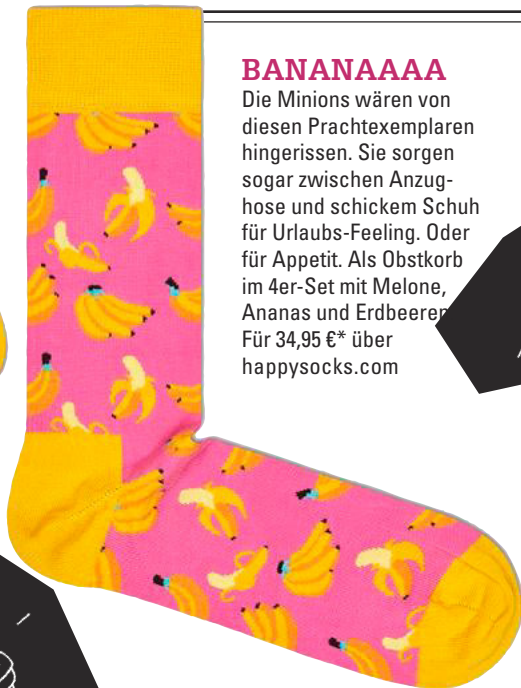 BANANAAAA
Die Minions wären von
diesen Prachtexemplaren
hingerissen. Sie sorgen
sogar zwischen Anzug-
hose und schickem Schuh
für Urlaubs-Feeling. Oder
für Appetit. Als Obstkorb
im 4er-Set mit Melone,
Ananas und Erdbeeren
Für 34,95 €* über
happysocks.com